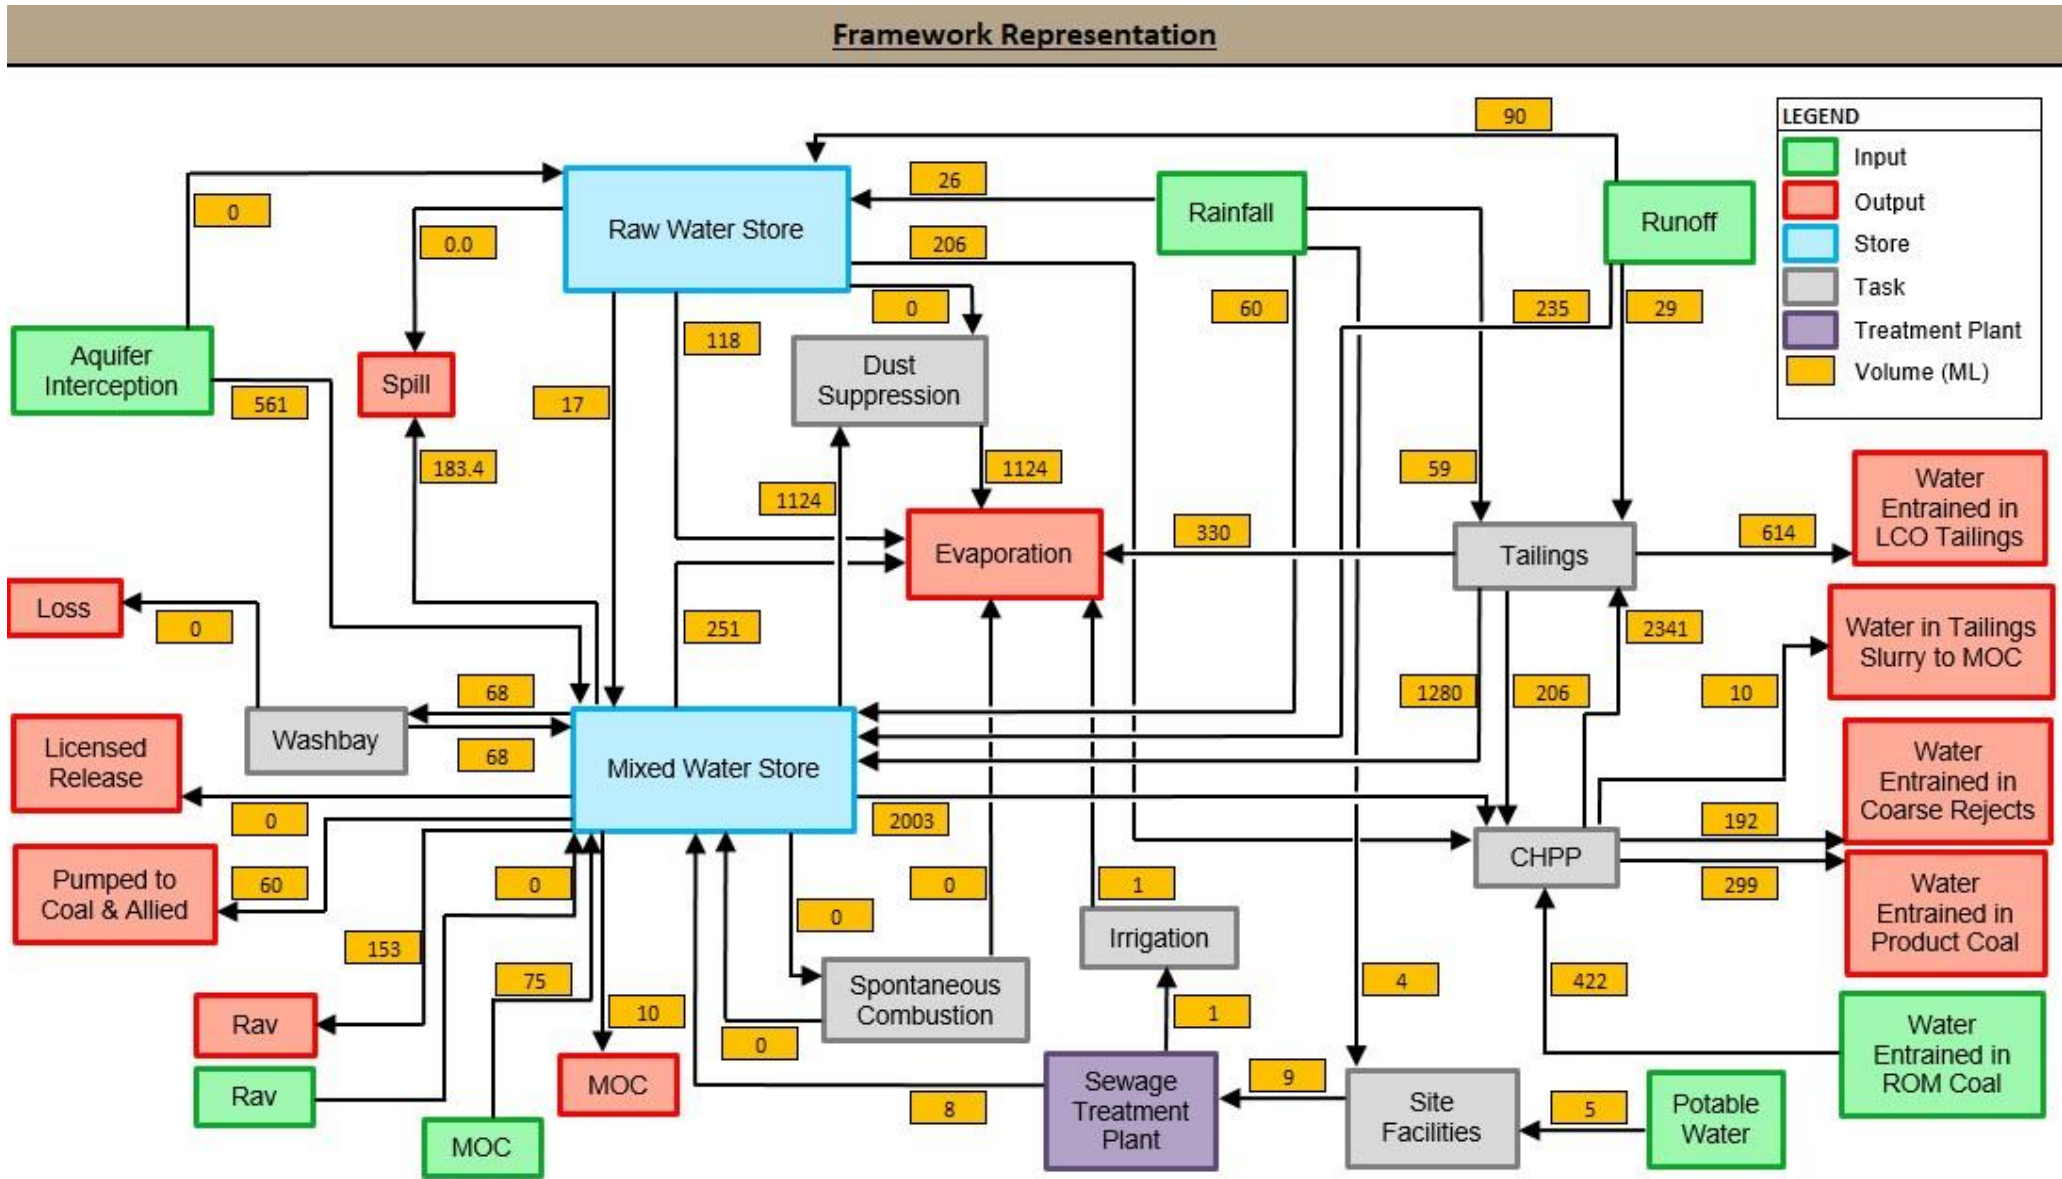 Framework Representation
90
LEGEND
Input
Output
Store
Task
Treatment Plant
Volume (ML)
26
Rainfall
Runoff
Raw Water Store
0
0.0
206
0
118
60
235
29
Aquifer
Interception
Spill
561
17
Dust
Suppression
183.4
1124
1124
59
Water
Entrained in
LCO Tailings
Evaporation
330
Tailings
614
Loss
0
251
2341
Water in Tailings
Slurry to MOC
68
1280
206
10
Washbay
68
Licensed
Release
Mixed Water Store
Water
Entrained in
Coarse Rejects
0
2003
192
CHPP
Pumped to
Coal & Allied
60
0
0
1
299
Water
Entrained in
Product Coal
0
153
Irrigation
75
Spontaneous
Combustion
4
422
Rav
10
1
0
Water
Entrained in
ROM Coal
Rav
MOC
Sewage
Treatment
Plant
9
8
Site
Facilities
5
Potable
Water
MOC